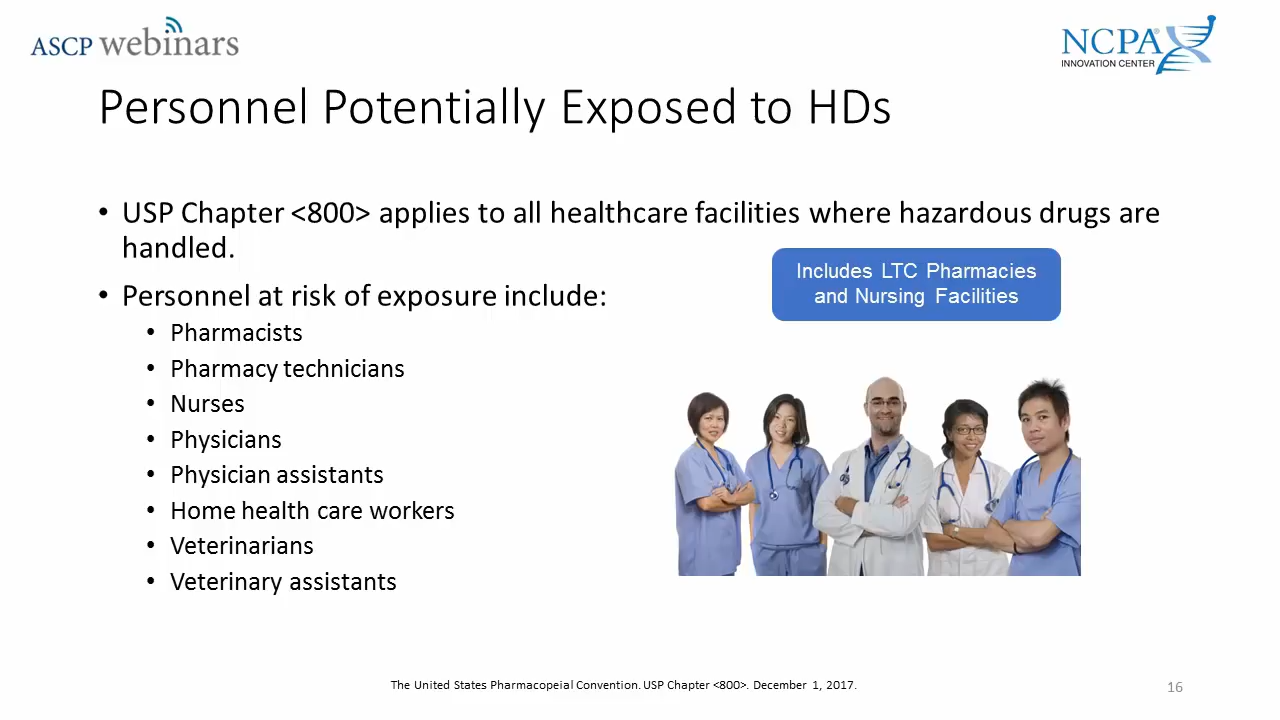 ASCP webinars
NCPA®
INNOVATION CENTER
Personnel Potentially Exposed to HDs
• USP Chapter <800> applies to all healthcare facilities where hazardous drugs are
handled.
Includes LTC Pharmacies
and Nursing Facilities
• Personnel at risk of exposure include:
• Pharmacists
• Pharmacy technicians
• Nurses
• Physicians
• Physician assistants
• Home health care workers
• Veterinarians
• Veterinary assistants
The United States Pharmacopeial Convention. USP Chapter <800>. December 1, 2017.
16